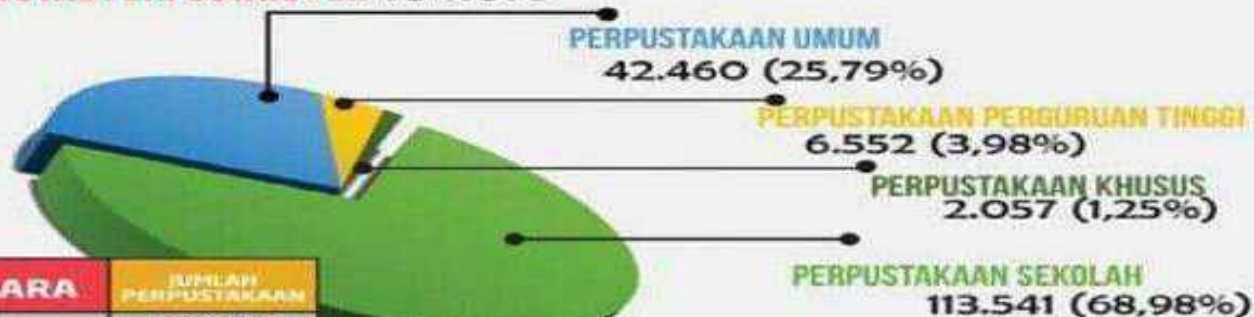 PERPUSTAKAAN UMUM
42.460 (25,79%)
PERPUSTAKAAN PERGURUAN TINGGI
6.552 (3,98%)
PERPUSTAKAAN KHUSUS
2.057 (1,25%)
PERPUSTAKAAN SEKOLAH
113.541 (68,98%)
ARA
JUMLAH
PERPUSTAKAAN